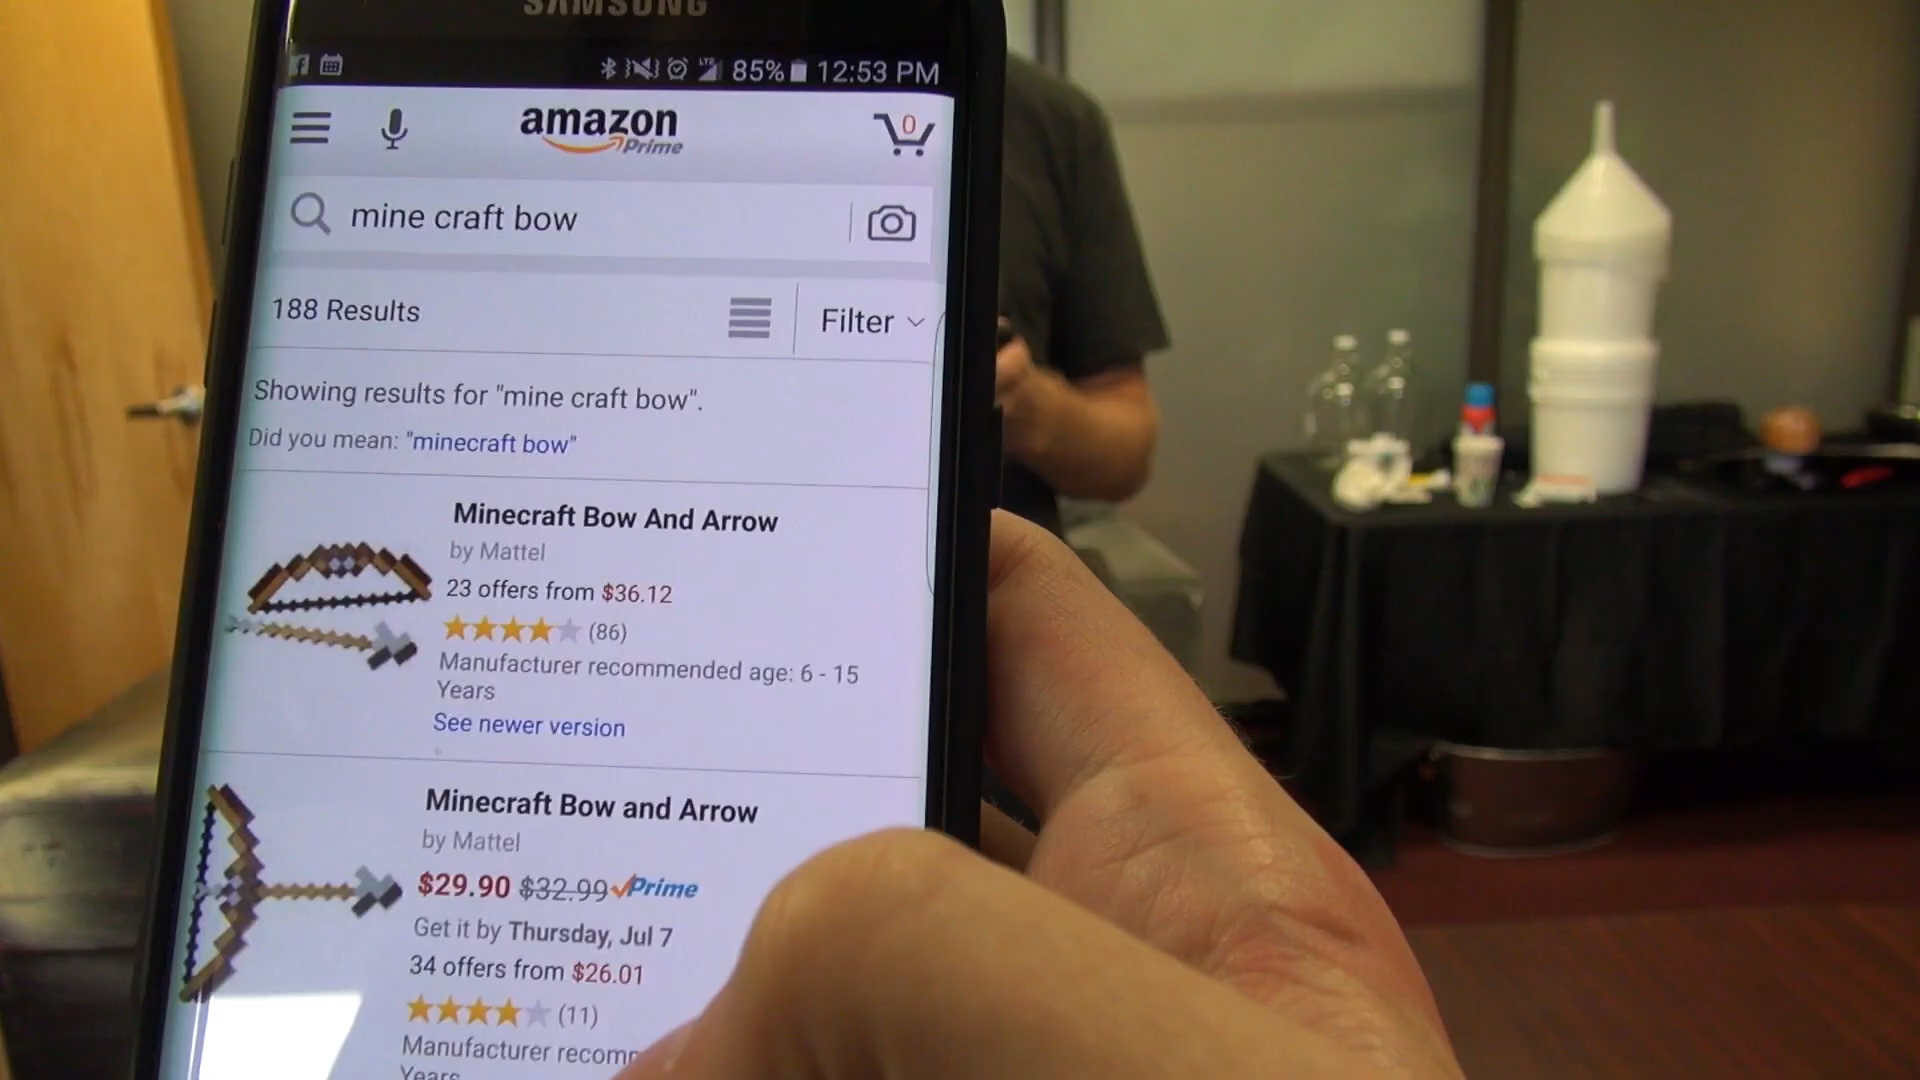 SAMSUNG
LTE 85% 12:53 PM
amazon
Prime
0
mine craft bow
188 Results
Filter
Showing results for "mine craft bow".
Did you mean: "minecraft bow"
Minecraft Bow And Arrow
by Mattel
23 offers from $36.12
(86)
Manufacturer recommended age: 6 - 15
Years
See newer version
Minecraft Bow and Arrow
by Mattel
$29.90 $32.99 Prime
Get it by Thursday, Jul 7
34 offers from $26.01
(11)
Manufacturer
Years